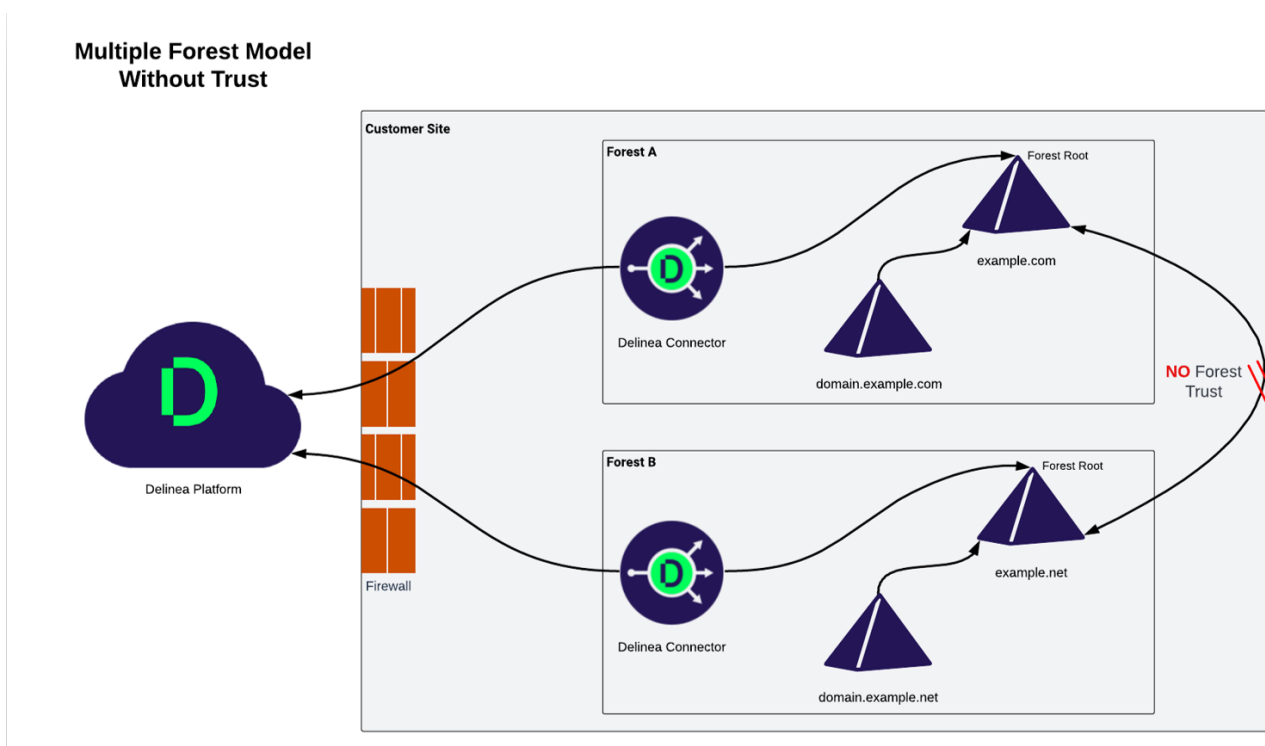 Multiple Forest Model
Without Trust
Customer Site
Forest A
Forest Root
example.com
Delinea Connector
domain.example.com
NO Forest
Trust
Delinea Platform
Forest B
Forest Root
example.net
Firewall
Delinea Connector
domain.example.net